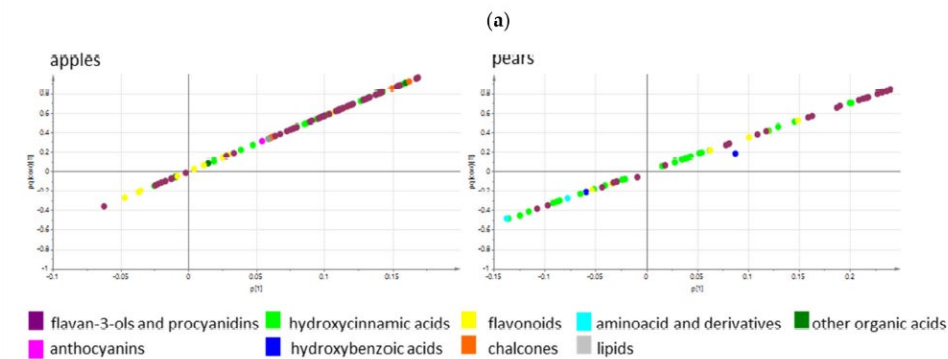 (a)
apples
pears
0.8
0.6
0.4
0.2
0
-0.2
-0.4
-0.6
-0.8
-1
-0.1
-0.05
0
0.05
0.1
0.15
p[1]
0.8
0.6
0.4
0.2
0
-0.2
-0.4
-0.6
-0.8
-1
-0.15
-0.1
-0.05
0
0.05
0.1
0.15
0.2
p[1]
flavan-3-ols and procyanidins
hydroxycinnamic acids
flavonoids
aminoacid and derivatives
other organic acids
anthocyanins
hydroxybenzoic acids
chalcones
lipids